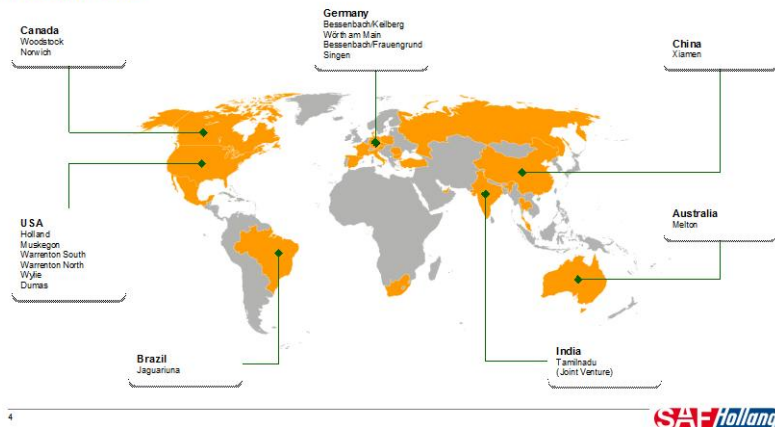 Canada
Woodstock
Norwich
Germany
Bessenbach/Keilberg
Wörth am Main
Bessenbach/Frauengrund
Singen
China
Xiamen
USA
Holland
Muskegon
Warrenton South
Warrenton North
Wylie
Dumas
Australia
Melton
Brazil
Jaguariuna
India
Tamilnadu
(Joint Venture)
4
SAF Holland